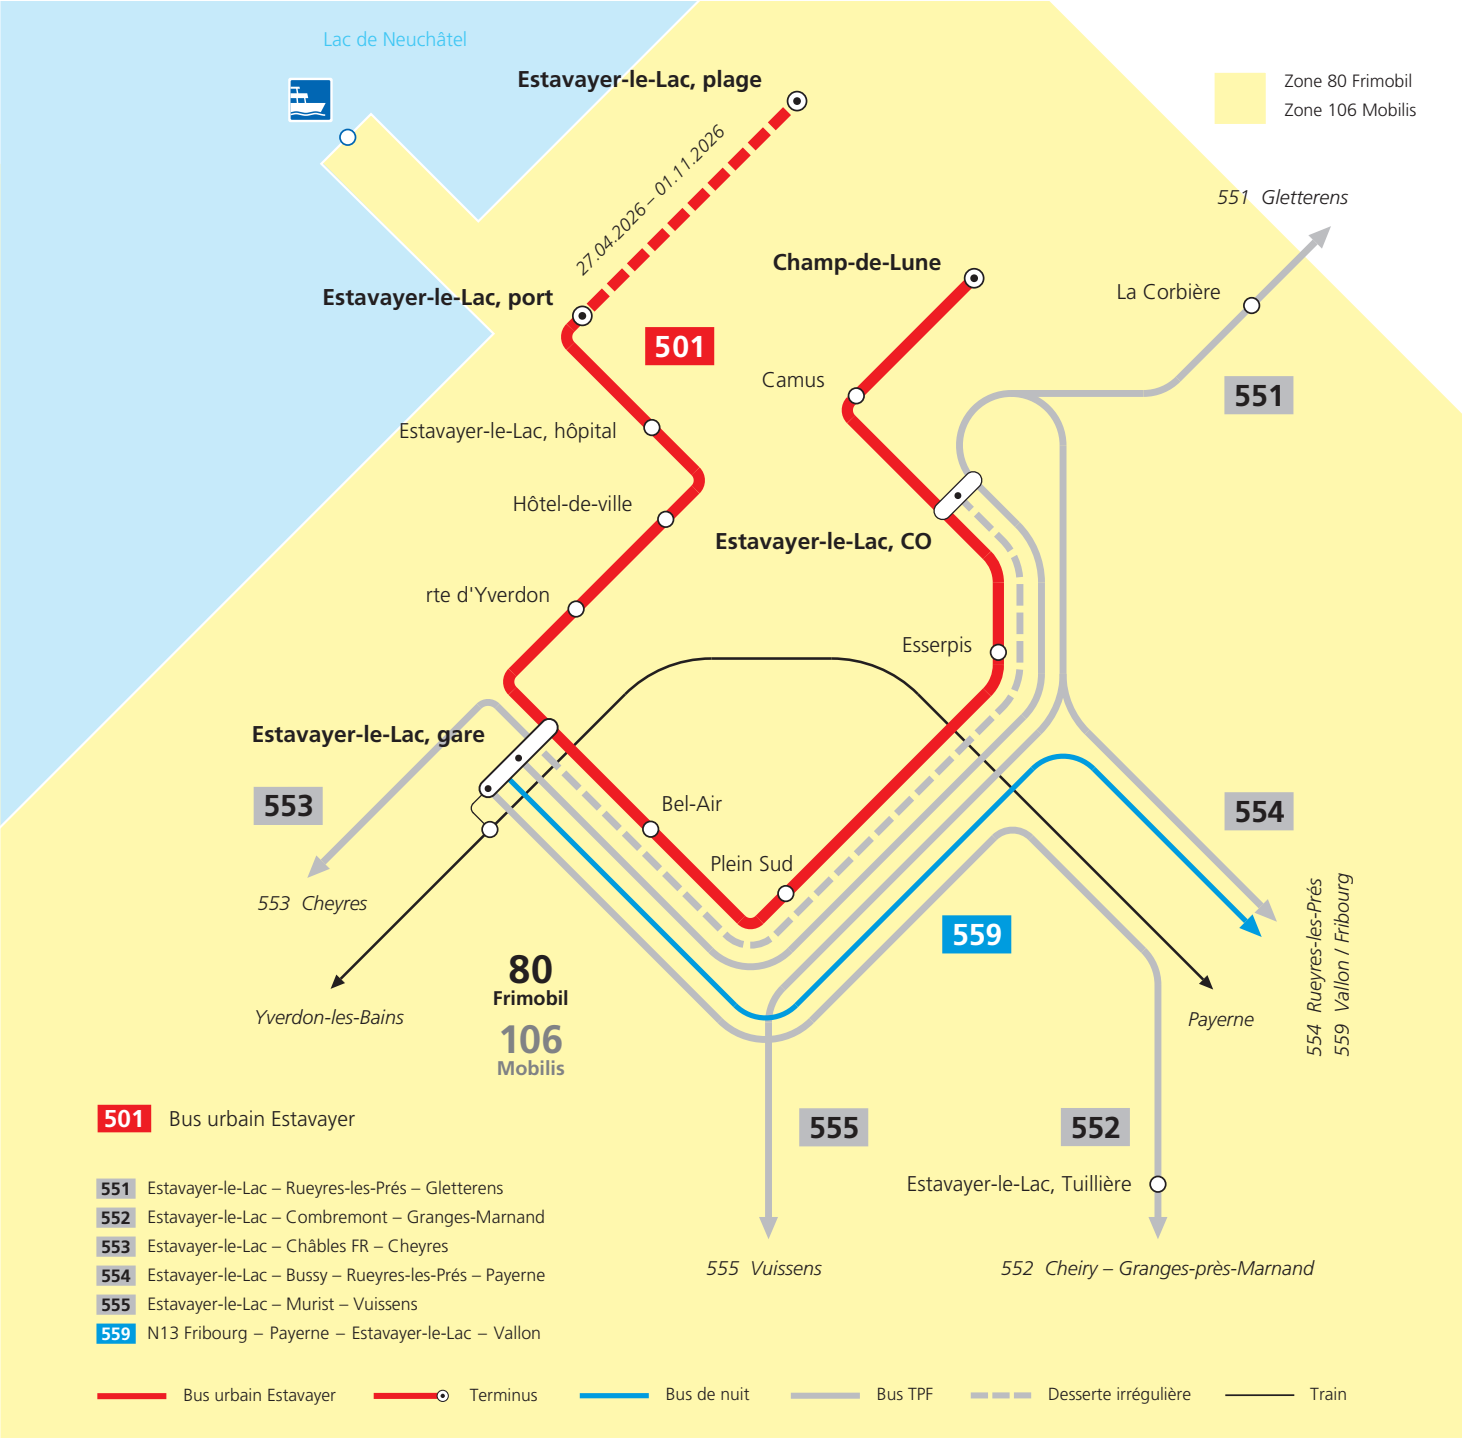 Lac de Neuchâtel
Estavayer-le-Lac, plage
Zone 80 Frimobil
Zone 106 Mobilis
27.04.2026 – 01.11.2026
551 Gletterens
Champ-de-Lune
La Corbière
Estavayer-le-Lac, port
501
Camus
551
Estavayer-le-Lac, hôpital
Hôtel-de-ville
Estavayer-le-Lac, CO
rte d'Yverdon
Esserpis
Estavayer-le-Lac, gare
553
Bel-Air
554
Plein Sud
553 Cheyres
559
554 Rueyres-les-Prés
559 Vallon / Fribourg
80
Frimobil
Yverdon-les-Bains
Payerne
106
Mobilis
501 Bus urbain Estavayer
555
552
Estavayer-le-Lac, Tuillière
551 Estavayer-le-Lac – Rueyres-les-Prés – Gletterens
552 Estavayer-le-Lac – Combremont – Granges-Marnand
553 Estavayer-le-Lac – Châbles FR – Cheyres
554 Estavayer-le-Lac – Bussy – Rueyres-les-Prés – Payerne
555 Estavayer-le-Lac – Murist – Vuissens
559 N13 Fribourg – Payerne – Estavayer-le-Lac – Vallon
555 Vuissens
552 Cheiry – Granges-près-Marnand
Bus urbain Estavayer
Terminus
Bus de nuit
Bus TPF
Desserte irrégulière
Train